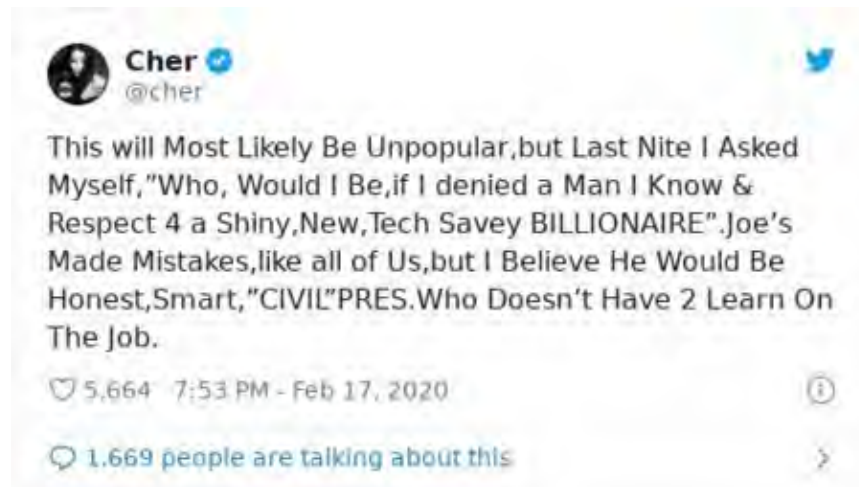 Cher
@cher
This will Most Likely Be Unpopular,but Last Nite I Asked
Myself,”Who, Would I Be,if I denied a Man I Know &
Respect 4 a Shiny,New,Tech Savey BILLIONAIRE”.Joe’s
Made Mistakes,like all of Us,but I Believe He Would Be
Honest,Smart,”CIVIL”PRES.Who Doesn’t Have 2 Learn On
The Job.
5,664 7:53 PM - Feb 17, 2020
1,669 people are talking about this